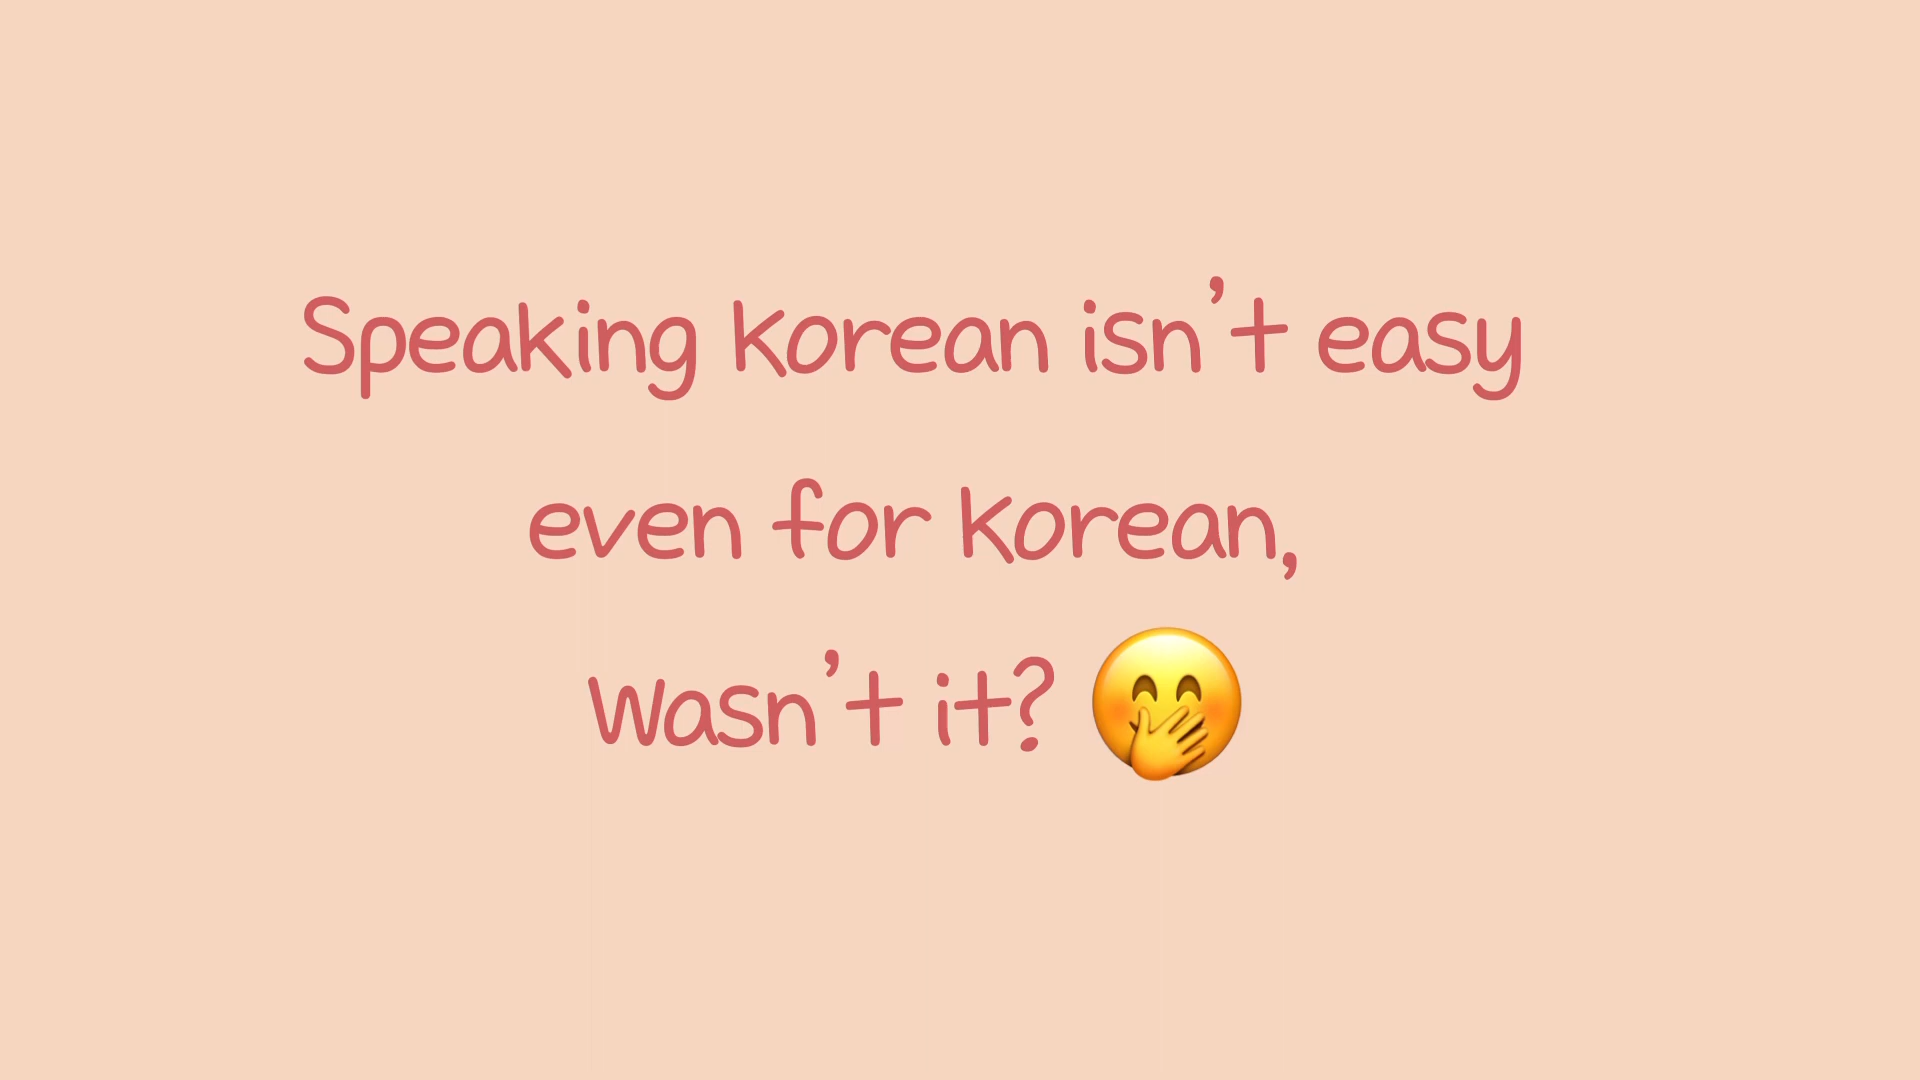 Speaking korean isn’t easy
even for korean,
wasn’t it? 🤭